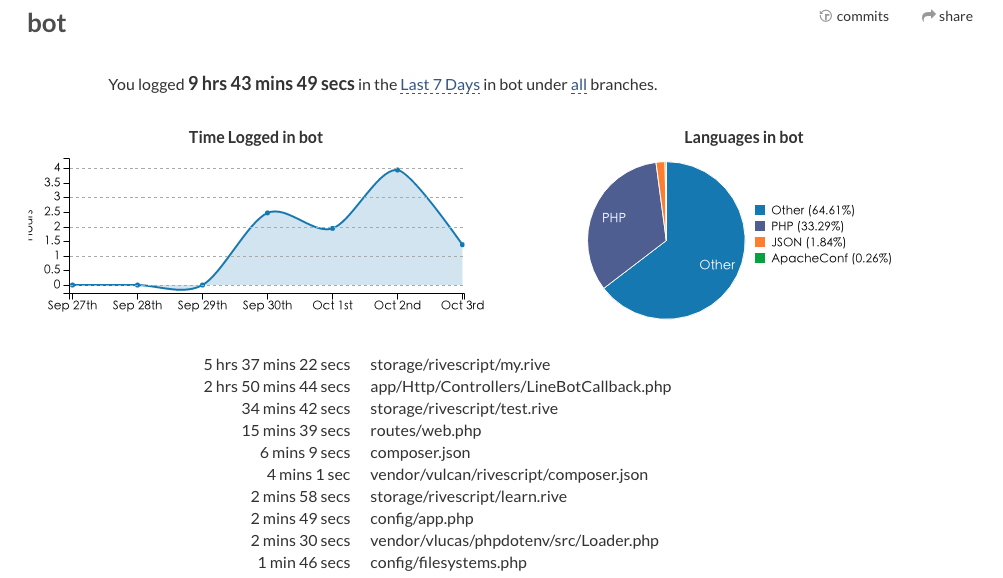 bot
commits
share
You logged 9 hrs 43 mins 49 secs in the Last 7 Days in bot under all branches.
Time Logged in bot
4
3.5
3
2.5
2
1.5
1
0.5
0
Sep 27th Sep 28th Sep 29th Sep 30th Oct 1st Oct 2nd Oct 3rd
Languages in bot
PHP
Other
Other (64.61%)
PHP (33.29%)
JSON (1.84%)
ApacheConf (0.26%)
5 hrs 37 mins 22 secs storage/rivescript/my.rive
2 hrs 50 mins 44 secs app/Http/Controllers/LineBotCallback.php
34 mins 42 secs storage/rivescript/test.rive
15 mins 39 secs routes/web.php
6 mins 9 secs composer.json
4 mins 1 sec vendor/vulcan/rivescript/composer.json
2 mins 58 secs storage/rivescript/learn.rive
2 mins 49 secs config/app.php
2 mins 30 secs vendor/vlucas/phpdotenv/src/Loader.php
1 min 46 secs config/filesystems.php